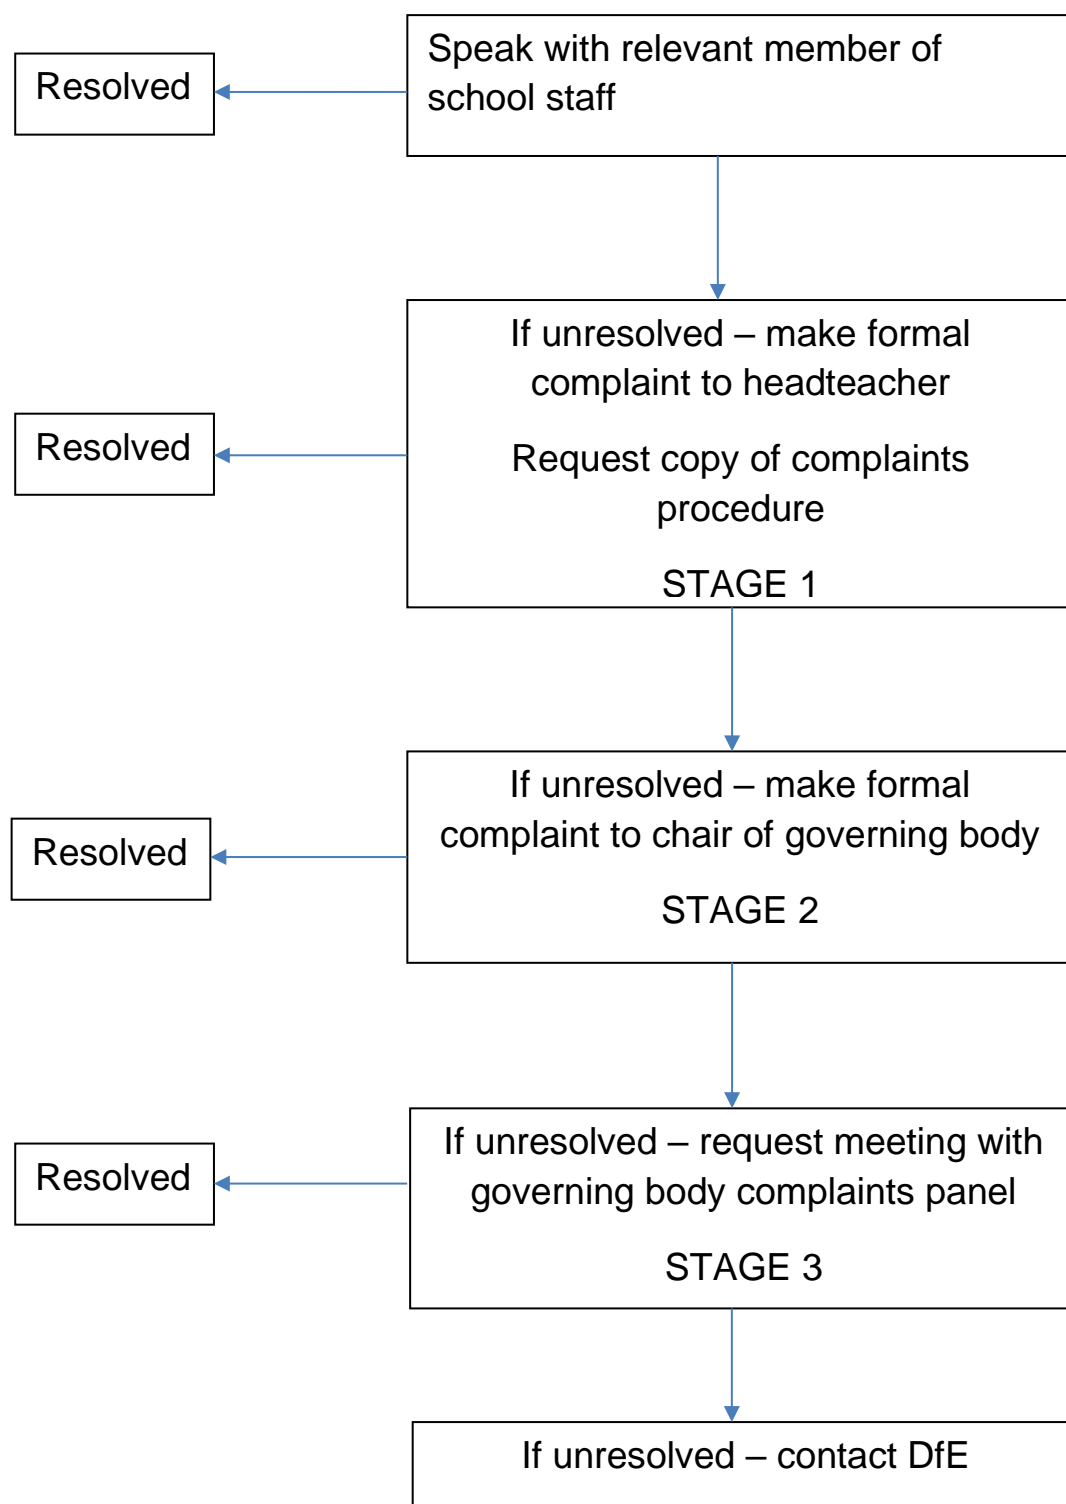 Speak with relevant member of
school staff
Resolved
If unresolved – make formal
complaint to headteacher
Request copy of complaints
procedure
STAGE 1
Resolved
If unresolved – make formal
complaint to chair of governing body
STAGE 2
Resolved
If unresolved – request meeting with
governing body complaints panel
STAGE 3
Resolved
If unresolved – contact DfE